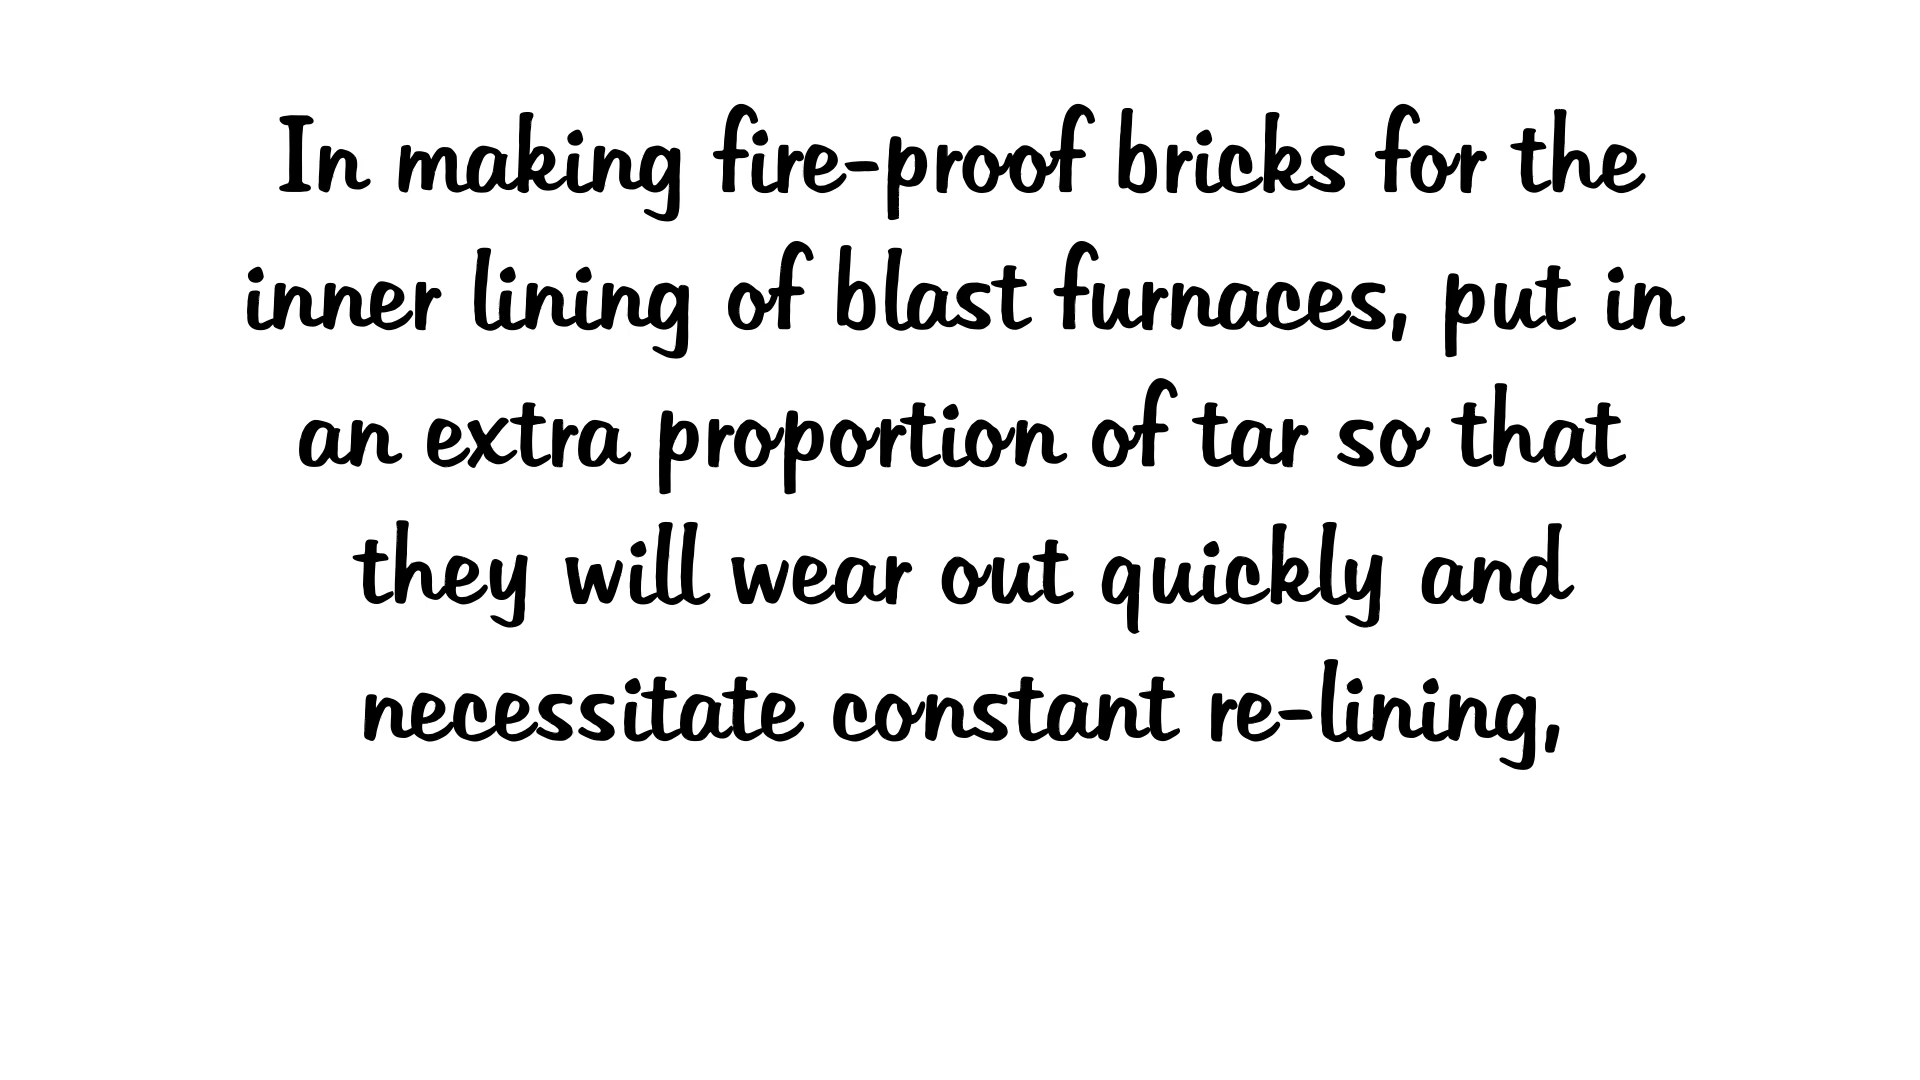 In making fire-proof bricks for the
inner lining of blast furnaces, put in
an extra proportion of tar so that
they will wear out quickly and
necessitate constant re-lining,